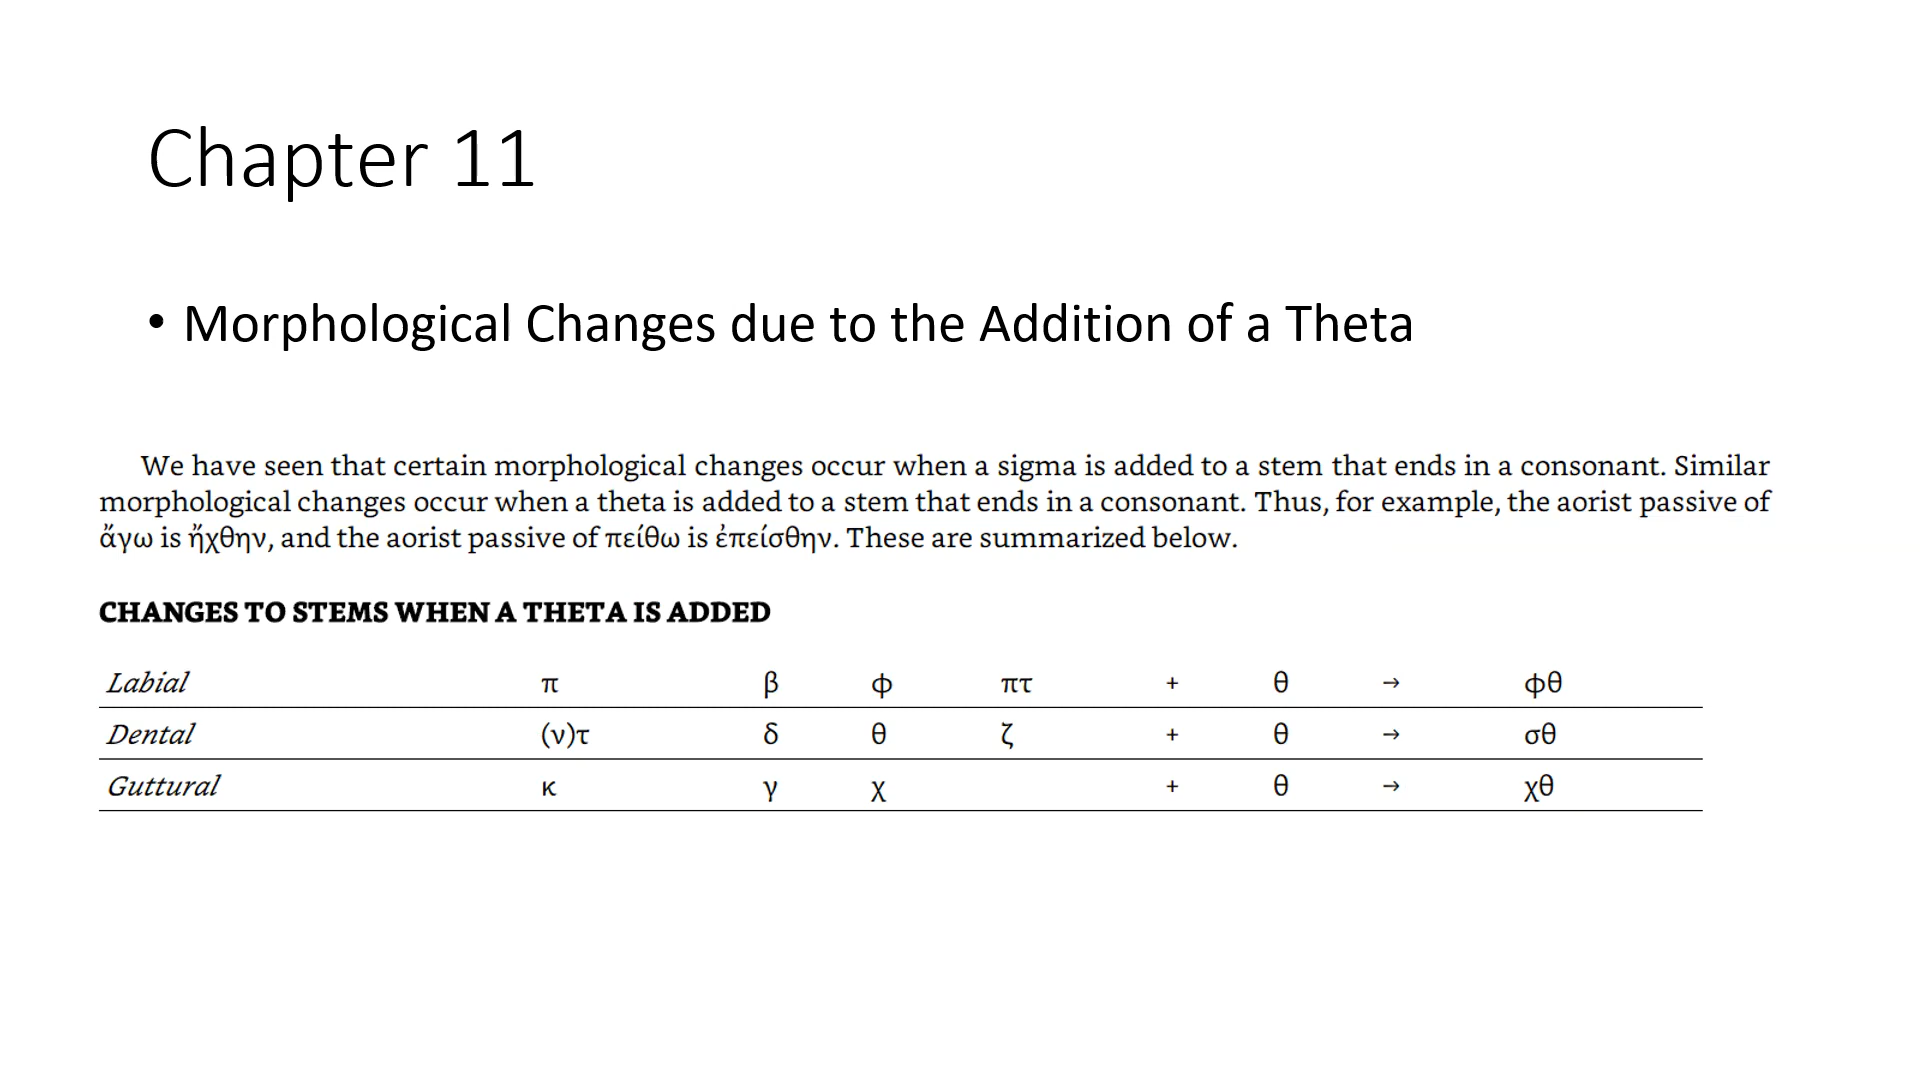 Chapter 11
• Morphological Changes due to the Addition of a Theta
We have seen that certain morphological changes occur when a sigma is added to a stem that ends in a consonant. Similar
morphological changes occur when a theta is added to a stem that ends in a consonant. Thus, for example, the aorist passive of
ἄγω is ἤχθην, and the aorist passive of πείθω is ἐπείσθην. These are summarized below.
CHANGES TO STEMS WHEN A THETA IS ADDED
Labial π β φ πτ + θ → φθ
Dental (ν)τ δ θ ζ + θ → σθ
Guttural κ γ χ + θ → χθ